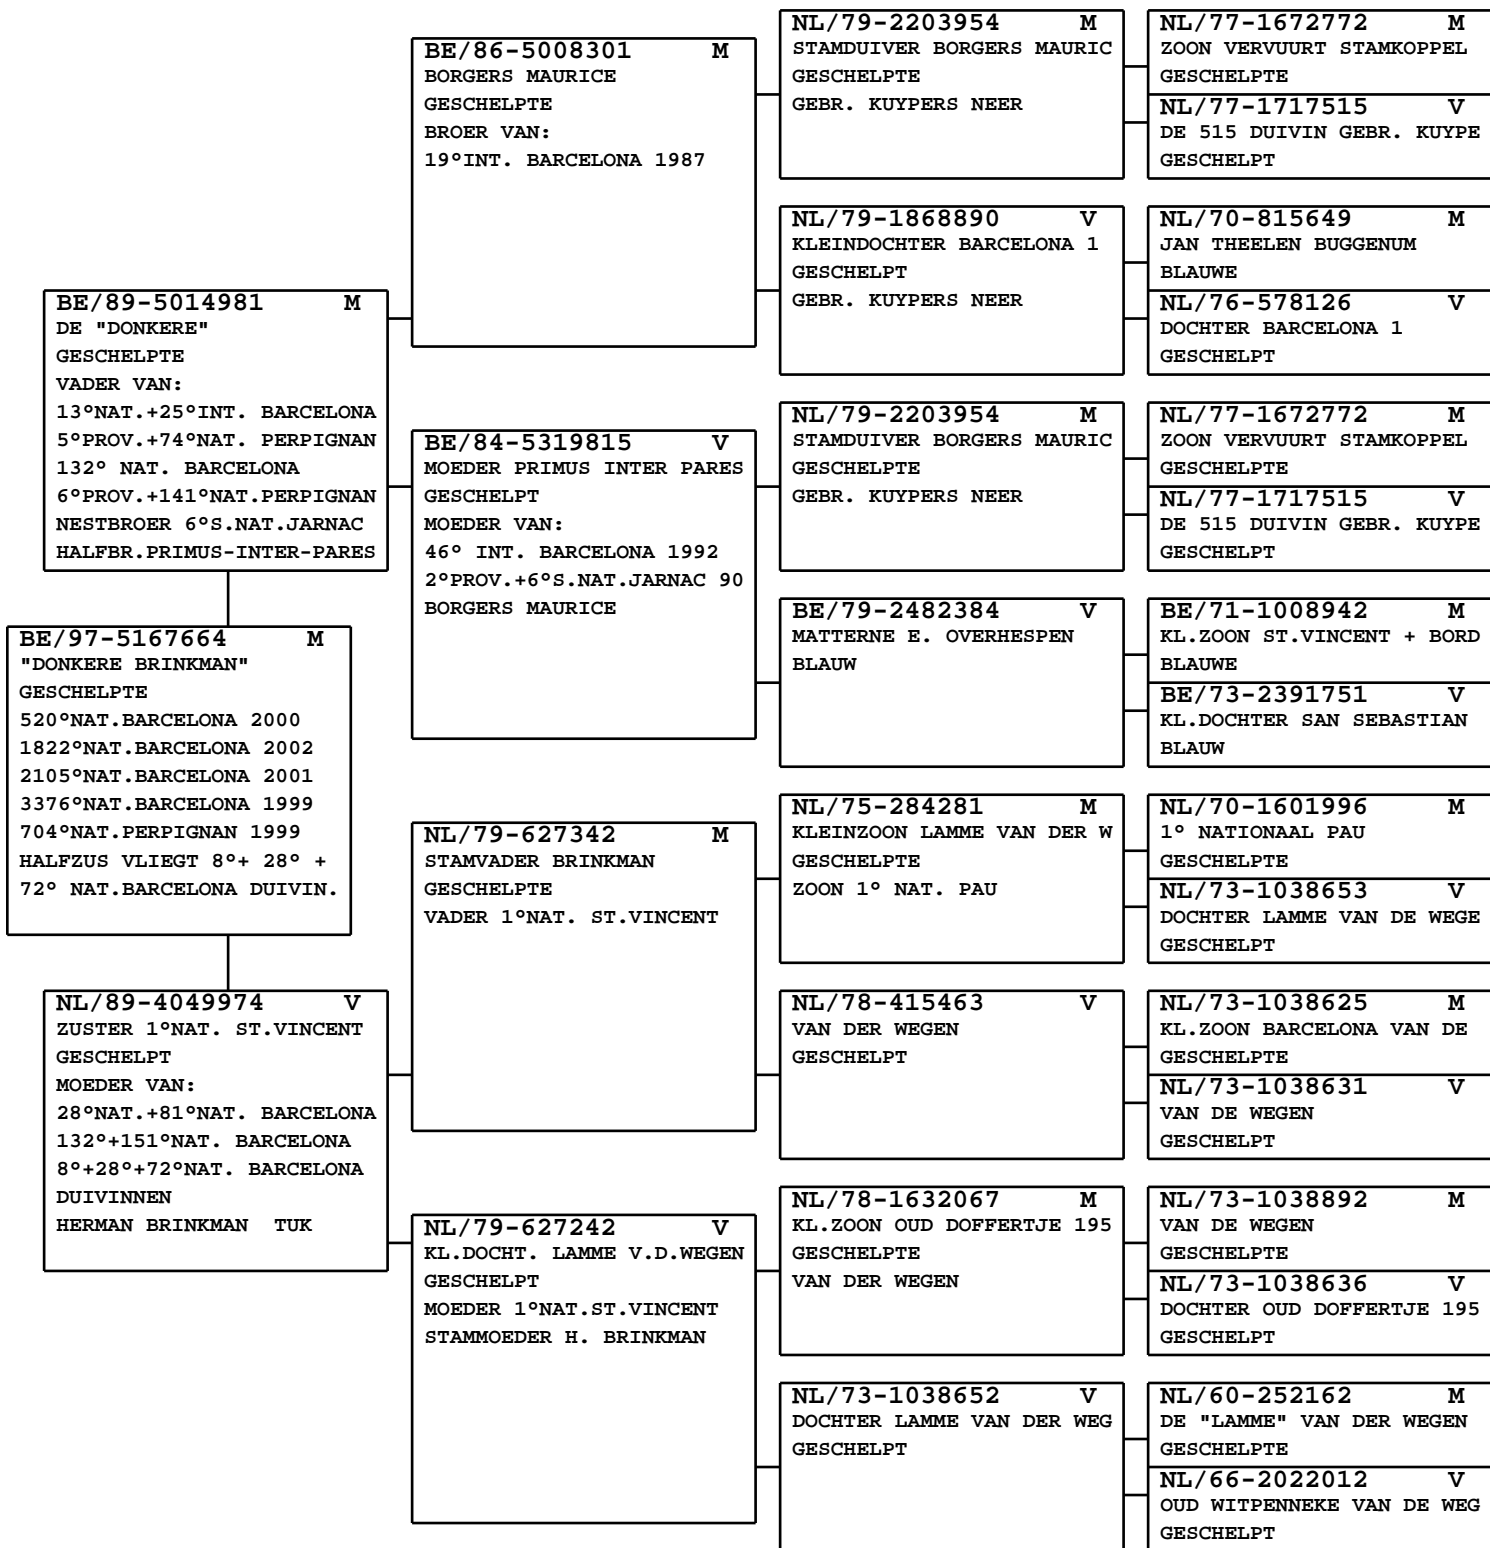 BE/97-5167664 M
"DONKERE BRINKMAN"
GESCHELPTE
520°NAT.BARCELONA 2000
1822°NAT.BARCELONA 2002
2105°NAT.BARCELONA 2001
3376°NAT.BARCELONA 1999
704°NAT.PERPIGNAN 1999
HALFZUS VLIEGT 8°+ 28° +
72° NAT.BARCELONA DUIVIN.
BE/89-5014981 M
DE "DONKERE"
GESCHELPTE
VADER VAN:
13°NAT.+25°INT. BARCELONA
5°PROV.+74°NAT. PERPIGNAN
132° NAT. BARCELONA
6°PROV.+141°NAT.PERPIGNAN
NESTBROER 6°S.NAT.JARNAC
HALFBR.PRIMUS-INTER-PARES
NL/89-4049974 V
ZUSTER 1°NAT. ST.VINCENT
GESCHELPT
MOEDER VAN:
28°NAT.+81°NAT. BARCELONA
132°+151°NAT. BARCELONA
8°+28°+72°NAT. BARCELONA
DUIVINNEN
HERMAN BRINKMAN TUK
BE/86-5008301 M
BORGERS MAURICE
GESCHELPTE
BROER VAN:
19°INT. BARCELONA 1987
BE/84-5319815 V
MOEDER PRIMUS INTER PARES
GESCHELPT
MOEDER VAN:
46° INT. BARCELONA 1992
2°PROV.+6°S.NAT.JARNAC 90
BORGERS MAURICE
NL/79-627342 M
STAMVADER BRINKMAN
GESCHELPTE
VADER 1°NAT. ST.VINCENT
NL/79-627242 V
KL.DOCHT. LAMME V.D.WEGEN
GESCHELPT
MOEDER 1°NAT.ST.VINCENT
STAMMOEDER H. BRINKMAN
NL/79-2203954 M
STAMDUIVER BORGERS MAURIC
GESCHELPTE
GEBR. KUYPERS NEER
NL/79-1868890 V
KLEINDOCHTER BARCELONA 1
GESCHELPT
GEBR. KUYPERS NEER
NL/79-2203954 M
STAMDUIVER BORGERS MAURIC
GESCHELPTE
GEBR. KUYPERS NEER
BE/79-2482384 V
MATTERNE E. OVERHESPEN
BLAUW
NL/75-284281 M
KLEINZOON LAMME VAN DER W
GESCHELPTE
ZOON 1° NAT. PAU
NL/78-415463 V
VAN DER WEGEN
GESCHELPT
NL/78-1632067 M
KL.ZOON OUD DOFFERTJE 195
GESCHELPTE
VAN DER WEGEN
NL/73-1038652 V
DOCHTER LAMME VAN DER WEG
GESCHELPT
NL/77-1672772 M
ZOON VERVUURT STAMKOPPEL
GESCHELPTE
NL/77-1717515 V
DE 515 DUIVIN GEBR. KUYPE
GESCHELPT
NL/70-815649 M
JAN THEELEN BUGGENUM
BLAUWE
NL/76-578126 V
DOCHTER BARCELONA 1
GESCHELPT
NL/77-1672772 M
ZOON VERVUURT STAMKOPPEL
GESCHELPTE
NL/77-1717515 V
DE 515 DUIVIN GEBR. KUYPE
GESCHELPT
BE/71-1008942 M
KL.ZOON ST.VINCENT + BORD
BLAUWE
BE/73-2391751 V
KL.DOCHTER SAN SEBASTIAN
BLAUW
NL/70-1601996 M
1° NATIONAAL PAU
GESCHELPTE
NL/73-1038653 V
DOCHTER LAMME VAN DE WEGE
GESCHELPT
NL/73-1038625 M
KL.ZOON BARCELONA VAN DE
GESCHELPTE
NL/73-1038631 V
VAN DE WEGEN
GESCHELPT
NL/73-1038892 M
VAN DE WEGEN
GESCHELPTE
NL/73-1038636 V
DOCHTER OUD DOFFERTJE 195
GESCHELPT
NL/60-252162 M
DE "LAMME" VAN DER WEGEN
GESCHELPTE
NL/66-2022012 V
OUD WITPENNEKE VAN DE WEG
GESCHELPT